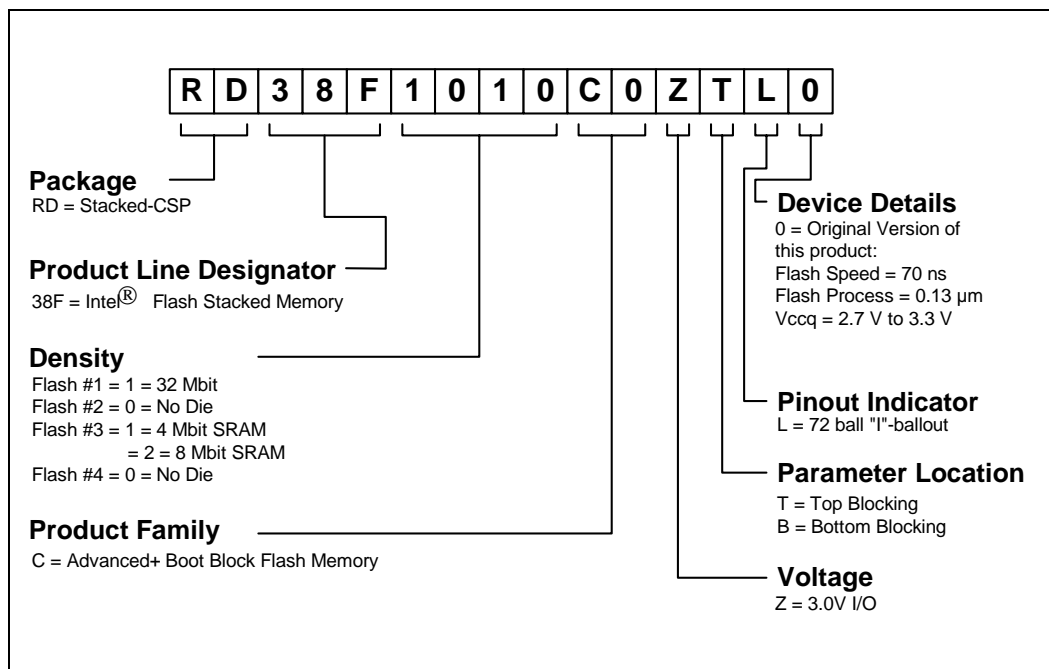 R D 3 8 F 1 0 1 0 C 0 Z T L 0
Package
RD = Stacked-CSP
Product Line Designator
38F = Intel® Flash Stacked Memory
Density
Flash #1 = 1 = 32 Mbit
Flash #2 = 0 = No Die
Flash #3 = 1 = 4 Mbit SRAM
= 2 = 8 Mbit SRAM
Flash #4 = 0 = No Die
Product Family
C = Advanced+ Boot Block Flash Memory
Device Details
0 = Original Version of
this product:
Flash Speed = 70 ns
Flash Process = 0.13 µm
Vccq = 2.7 V to 3.3 V
Pinout Indicator
L = 72 ball "I"-ballout
Parameter Location
T = Top Blocking
B = Bottom Blocking
Voltage
Z = 3.0V I/O